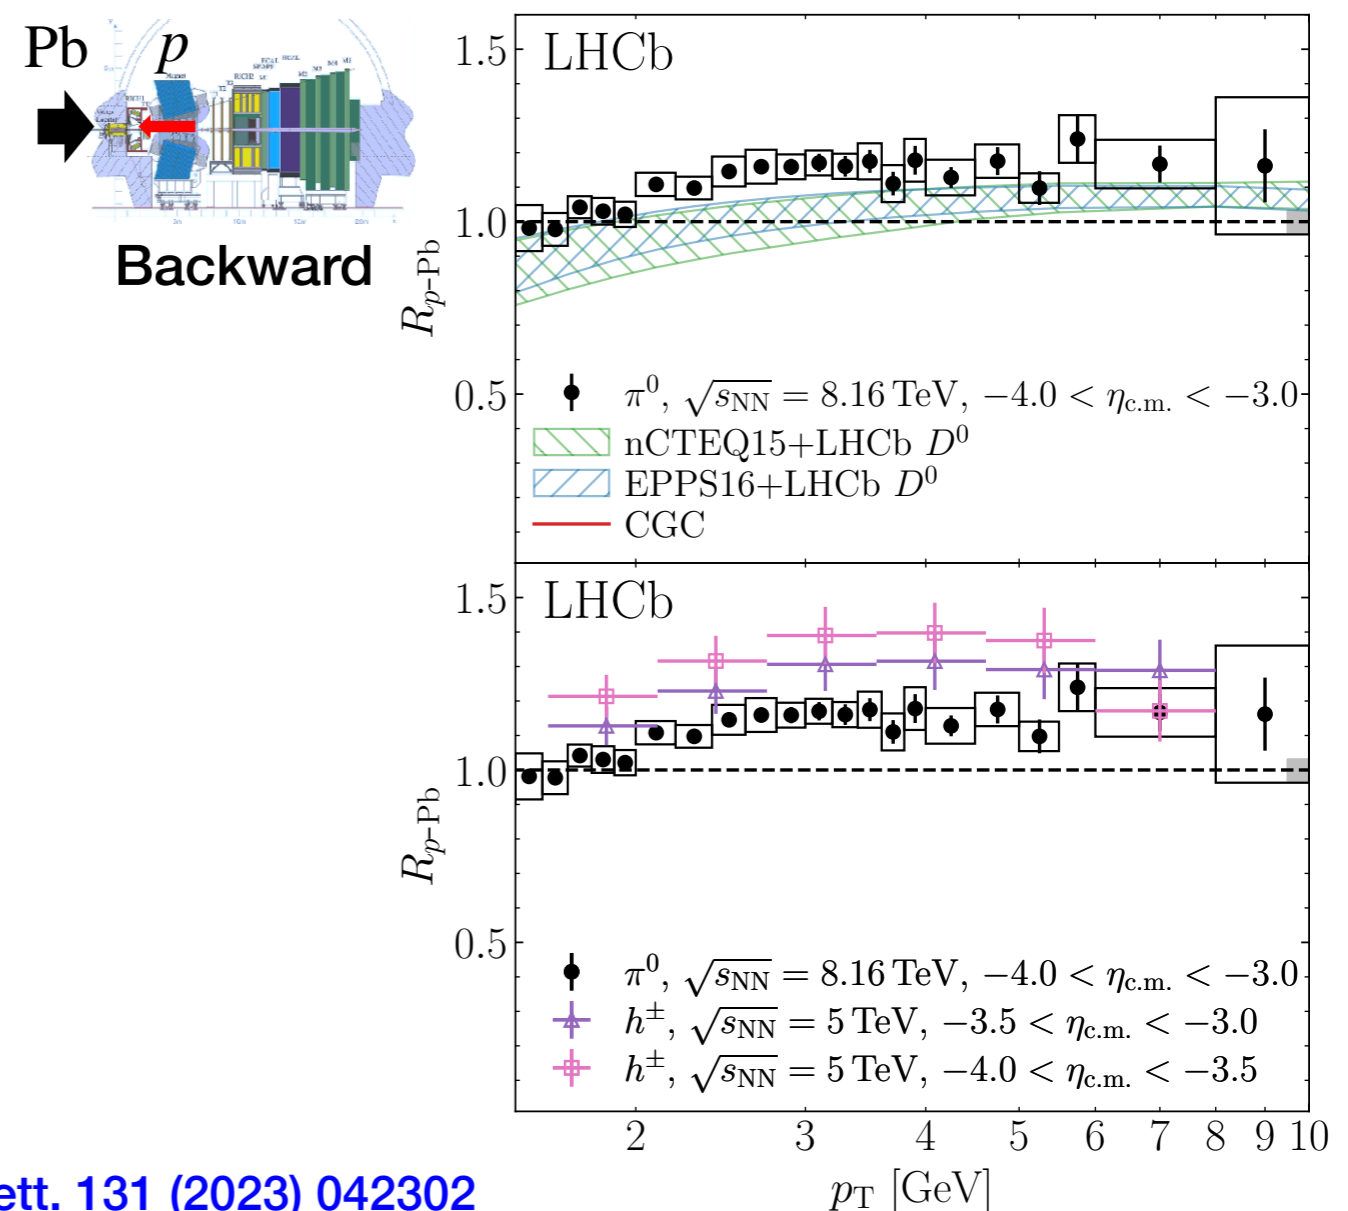 Pb p
Backward
LHCb
1.5
1.0
0.5
R_{p-Pb}
π⁰, √s_NN = 8.16 TeV, −4.0 < η_c.m. < −3.0
nCTEQ15+LHCb D⁰
EPPS16+LHCb D⁰
CGC
LHCb
1.5
1.0
0.5
R_{p-Pb}
π⁰, √s_NN = 8.16 TeV, −4.0 < η_c.m. < −3.0
h±, √s_NN = 5 TeV, −3.5 < η_c.m. < −3.0
h±, √s_NN = 5 TeV, −4.0 < η_c.m. < −3.5
2 3 4 5 6 7 8 9 10
p_T [GeV]
ett. 131 (2023) 042302